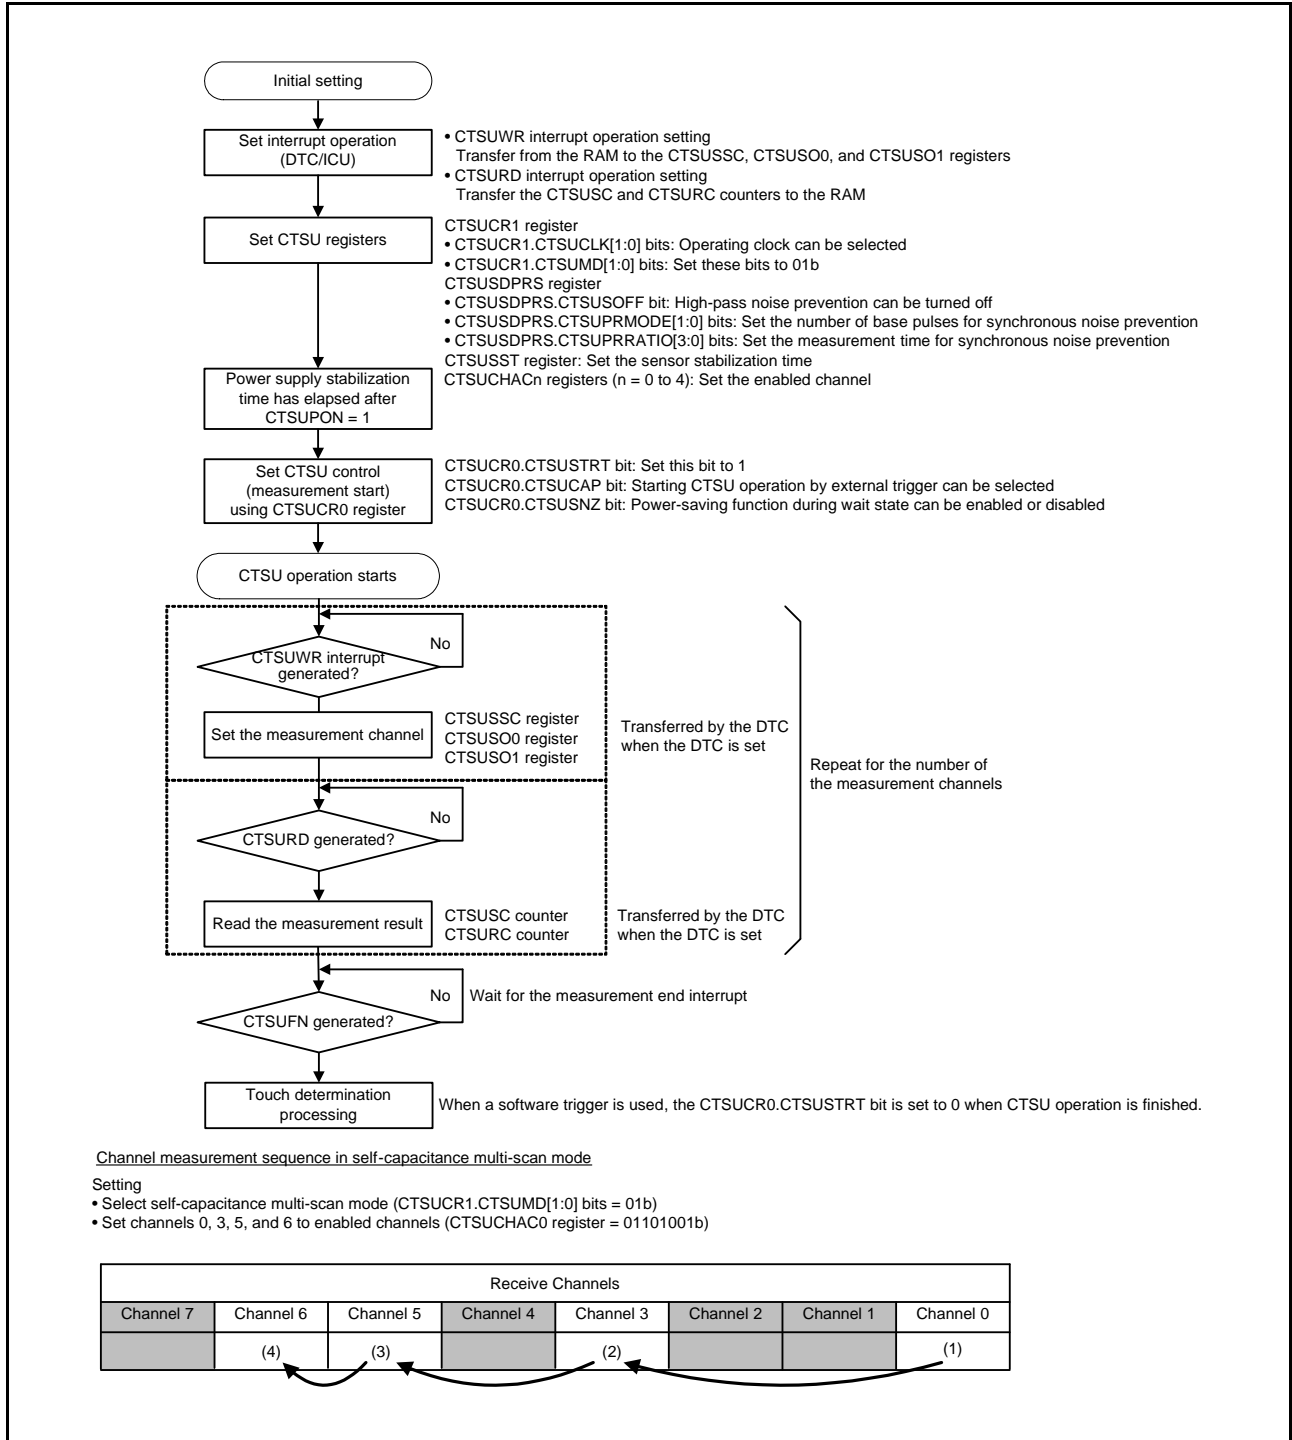 Initial setting
Set interrupt operation
(DTC/ICU)
• CTSUWR interrupt operation setting
Transfer from the RAM to the CTSUSSC, CTSUSO0, and CTSUSO1 registers
• CTSURD interrupt operation setting
Transfer the CTSUSC and CTSURC counters to the RAM
Set CTSU registers
CTSUCR1 register
• CTSUCR1.CTSUCLK[1:0] bits: Operating clock can be selected
• CTSUCR1.CTSUMD[1:0] bits: Set these bits to 01b
CTSUSDPRS register
• CTSUSDPRS.CTSUSOFF bit: High-pass noise prevention can be turned off
• CTSUSDPRS.CTSUPRMODE[1:0] bits: Set the number of base pulses for synchronous noise prevention
• CTSUSDPRS.CTSUPRRATIO[3:0] bits: Set the measurement time for synchronous noise prevention
CTSUSST register: Set the sensor stabilization time
CTSUCHACn registers (n = 0 to 4): Set the enabled channel
Power supply stabilization
time has elapsed after
CTSUPON = 1
Set CTSU control
(measurement start)
using CTSUCR0 register
CTSUCR0.CTSUSTRT bit: Set this bit to 1
CTSUCR0.CTSUCAP bit: Starting CTSU operation by external trigger can be selected
CTSUCR0.CTSUSNZ bit: Power-saving function during wait state can be enabled or disabled
CTSU operation starts
No
CTSUWR interrupt
generated?
Set the measurement channel
CTSUSSC register
CTSUSO0 register
CTSUSO1 register
Transferred by the DTC
when the DTC is set
Repeat for the number of
the measurement channels
No
CTSURD generated?
Read the measurement result
CTSUSC counter
CTSURC counter
Transferred by the DTC
when the DTC is set
No
Wait for the measurement end interrupt
CTSUFN generated?
Touch determination
processing
When a software trigger is used, the CTSUCR0.CTSUSTRT bit is set to 0 when CTSU operation is finished.
Channel measurement sequence in self-capacitance multi-scan mode
Setting
• Select self-capacitance multi-scan mode (CTSUCR1.CTSUMD[1:0] bits = 01b)
• Set channels 0, 3, 5, and 6 to enabled channels (CTSUCHAC0 register = 01101001b)
Receive Channels
Channel 7 Channel 6 Channel 5 Channel 4 Channel 3 Channel 2 Channel 1 Channel 0
(4) (3) (2) (1)